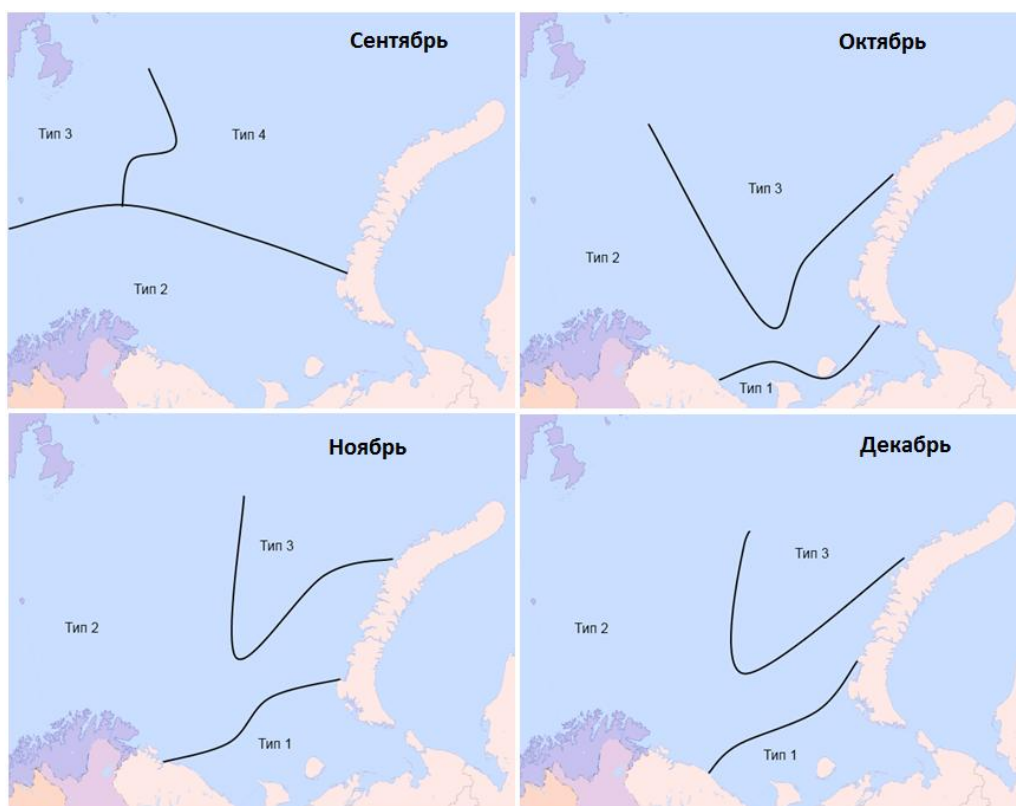 Сентябрь
Тип 3
Тип 4
Тип 2
Октябрь
Тип 3
Тип 2
Тип 1
Ноябрь
Тип 3
Тип 2
Тип 1
Декабрь
Тип 3
Тип 2
Тип 1